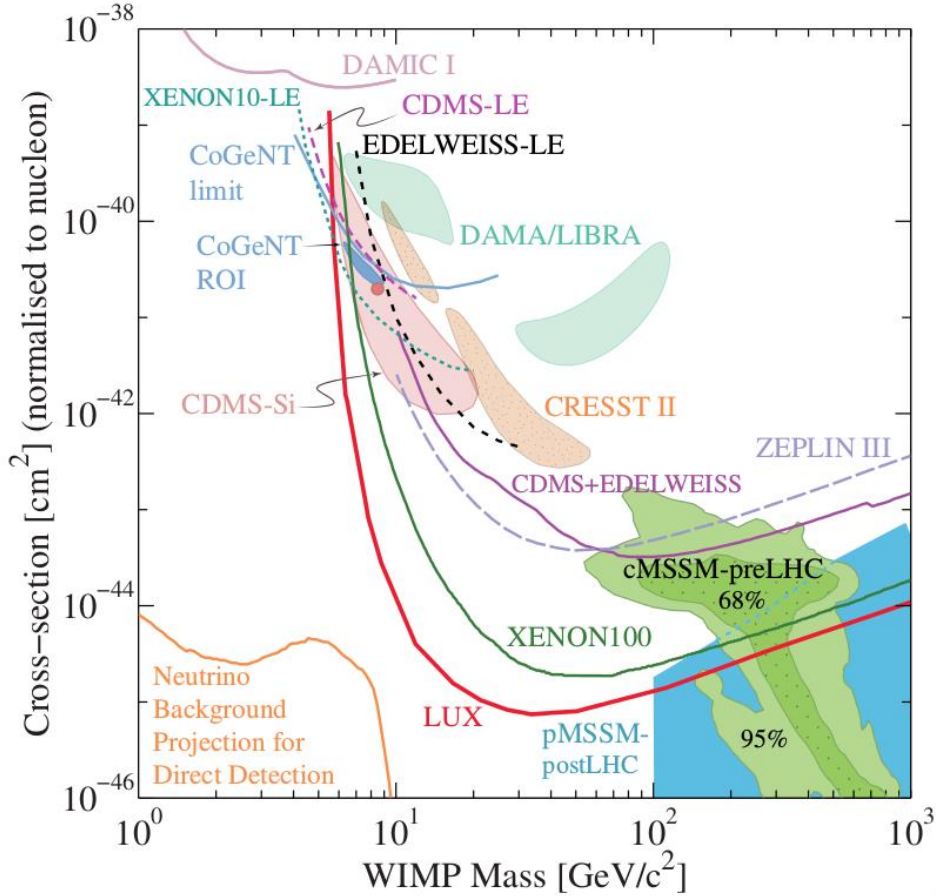 10^-38
DAMIC I
XENON10-LE
CDMS-LE
EDELWEISS-LE
CoGeNT
limit
10^-40
DAMA/LIBRA
CoGeNT
ROI
CDMS-Si
10^-42
CRESST II
ZEPLIN III
CDMS+EDELWEISS
cMSSM-preLHC
68%
10^-44
XENON100
LUX
Neutrino
Background
Projection for
Direct Detection
pMSSM-
postLHC
95%
10^-46
10^0
10^1
10^2
10^3
WIMP Mass [GeV/c^2]
Cross−section [cm^2] (normalised to nucleon)